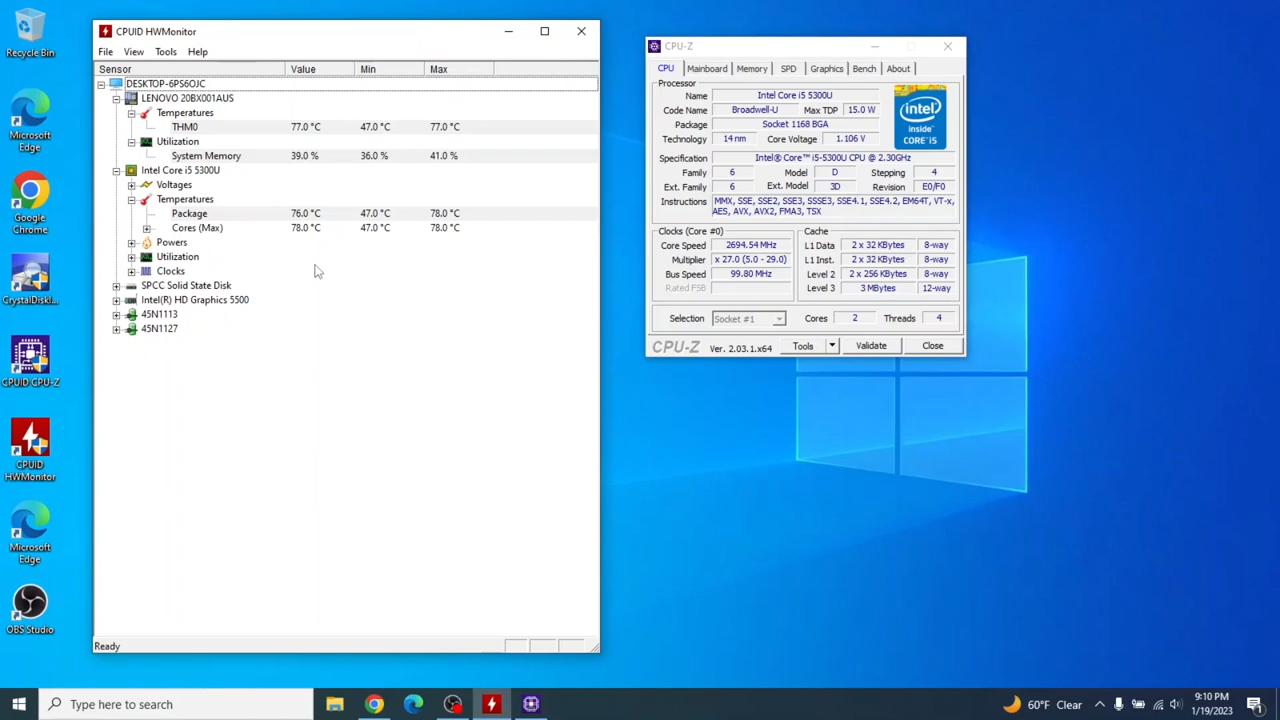 Recycle Bin
Microsoft
Edge
Google
Chrome
CrystalDiskI...
CPUID CPU-Z
CPUID
HWMonitor
Microsoft
Edge
OBS Studio
CPUID HWMonitor
File View Tools Help
Sensor Value Min Max
DESKTOP-6PS6OJC
LENOVO 20BX001AUS
Temperatures
THM0 77.0 °C 47.0 °C 77.0 °C
Utilization
System Memory 39.0 % 36.0 % 41.0 %
Intel Core i5 5300U
Voltages
Temperatures
Package 76.0 °C 47.0 °C 78.0 °C
Cores (Max) 78.0 °C 47.0 °C 78.0 °C
Powers
Utilization
Clocks
SPCC Solid State Disk
Intel(R) HD Graphics 5500
45N1113
45N1127
Ready
CPU-Z
CPU Mainboard Memory SPD Graphics Bench About
Processor
Name Intel Core i5 5300U
Code Name Broadwell-U Max TDP 15.0 W
Package Socket 1168 BGA
Technology 14 nm Core Voltage 1.106 V
intel
inside™
CORE™ i5
Specification Intel® Core™ i5-5300U CPU @ 2.30GHz
Family 6 Model D Stepping 4
Ext. Family 6 Ext. Model 3D Revision E0/F0
Instructions MMX, SSE, SSE2, SSE3, SSSE3, SSE4.1, SSE4.2, EM64T, VT-x,
AES, AVX, AVX2, FMA3, TSX
Clocks (Core #0) Cache
Core Speed 2694.54 MHz L1 Data 2 x 32 KBytes 8-way
Multiplier x 27.0 (5.0 - 29.0) L1 Inst. 2 x 32 KBytes 8-way
Bus Speed 99.80 MHz Level 2 2 x 256 KBytes 8-way
Rated FSB Level 3 3 MBytes 12-way
Selection Socket #1 Cores 2 Threads 4
CPU-Z Ver. 2.03.1.x64 Tools Validate Close
Type here to search
60°F Clear
9:10 PM
1/19/2023
1